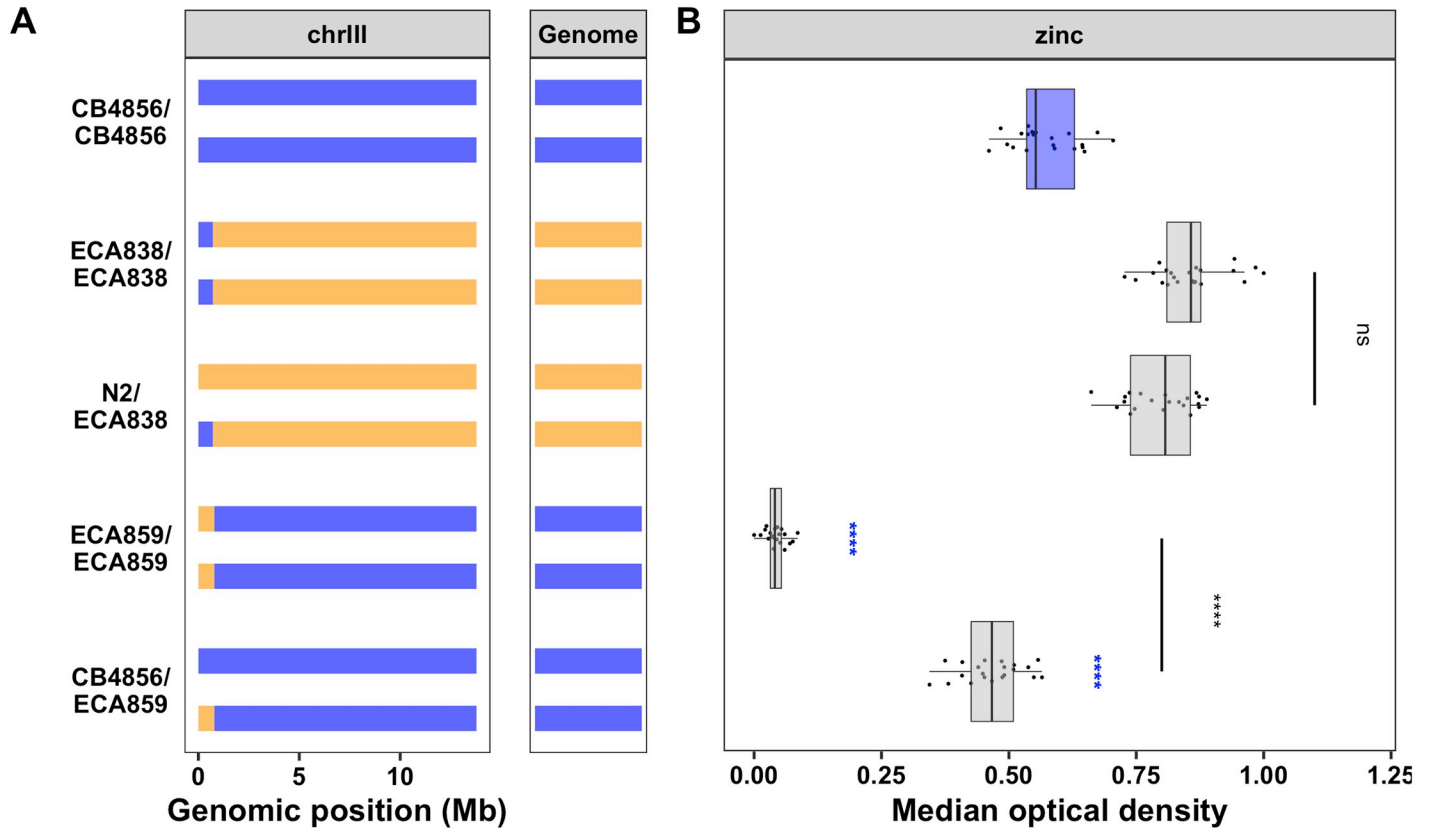 A
chrIII
Genome
CB4856/
CB4856
ECA838/
ECA838
N2/
ECA838
ECA859/
ECA859
CB4856/
ECA859
0
5
10
Genomic position (Mb)
B
zinc
ns
****
****
****
0.00
0.25
0.50
0.75
1.00
1.25
Median optical density